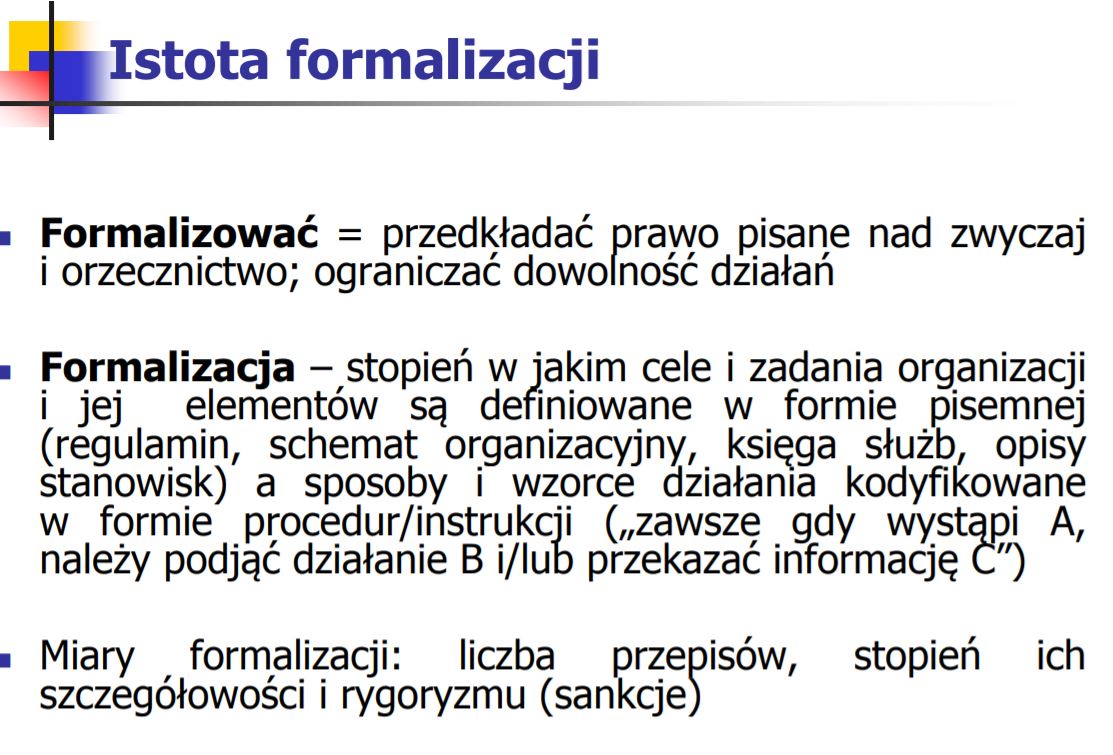 Istota formalizacji
Formalizować = przedkładać prawo pisane nad zwyczaj
i orzecznictwo; ograniczać dowolność działań
Formalizacja – stopień w jakim cele i zadania organizacji
i jej elementów są definiowane w formie pisemnej
(regulamin, schemat organizacyjny, księga służb, opisy
stanowisk) a sposoby i wzorce działania kodyfikowane
w formie procedur/instrukcji („zawsze gdy wystąpi A,
należy podjąć działanie B i/lub przekazać informację C”)
Miary formalizacji: liczba przepisów, stopień ich
szczegółowości i rygoryzmu (sankcje)